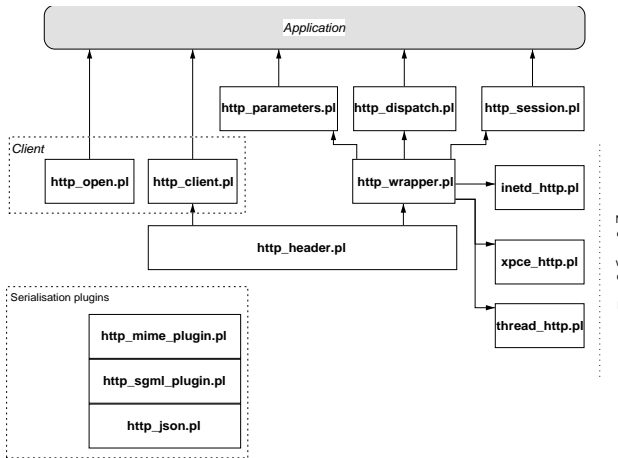 Application
http_parameters.pl
http_dispatch.pl
http_session.pl
Client
http_open.pl
http_client.pl
http_wrapper.pl
inetd_http.pl
http_header.pl
xpce_http.pl
thread_http.pl
Serialisation plugins
http_mime_plugin.pl
http_sgml_plugin.pl
http_json.pl